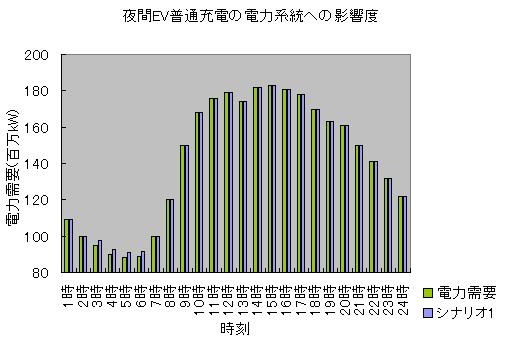 夜間EV普通充電の電力系統への影響度
電力需要(百万kW)
200
180
160
140
120
100
80
1時
2時
3時
4時
5時
6時
7時
8時
9時
10時
11時
12時
13時
14時
15時
16時
17時
18時
19時
20時
21時
22時
23時
24時
時刻
電力需要
シナリオ1